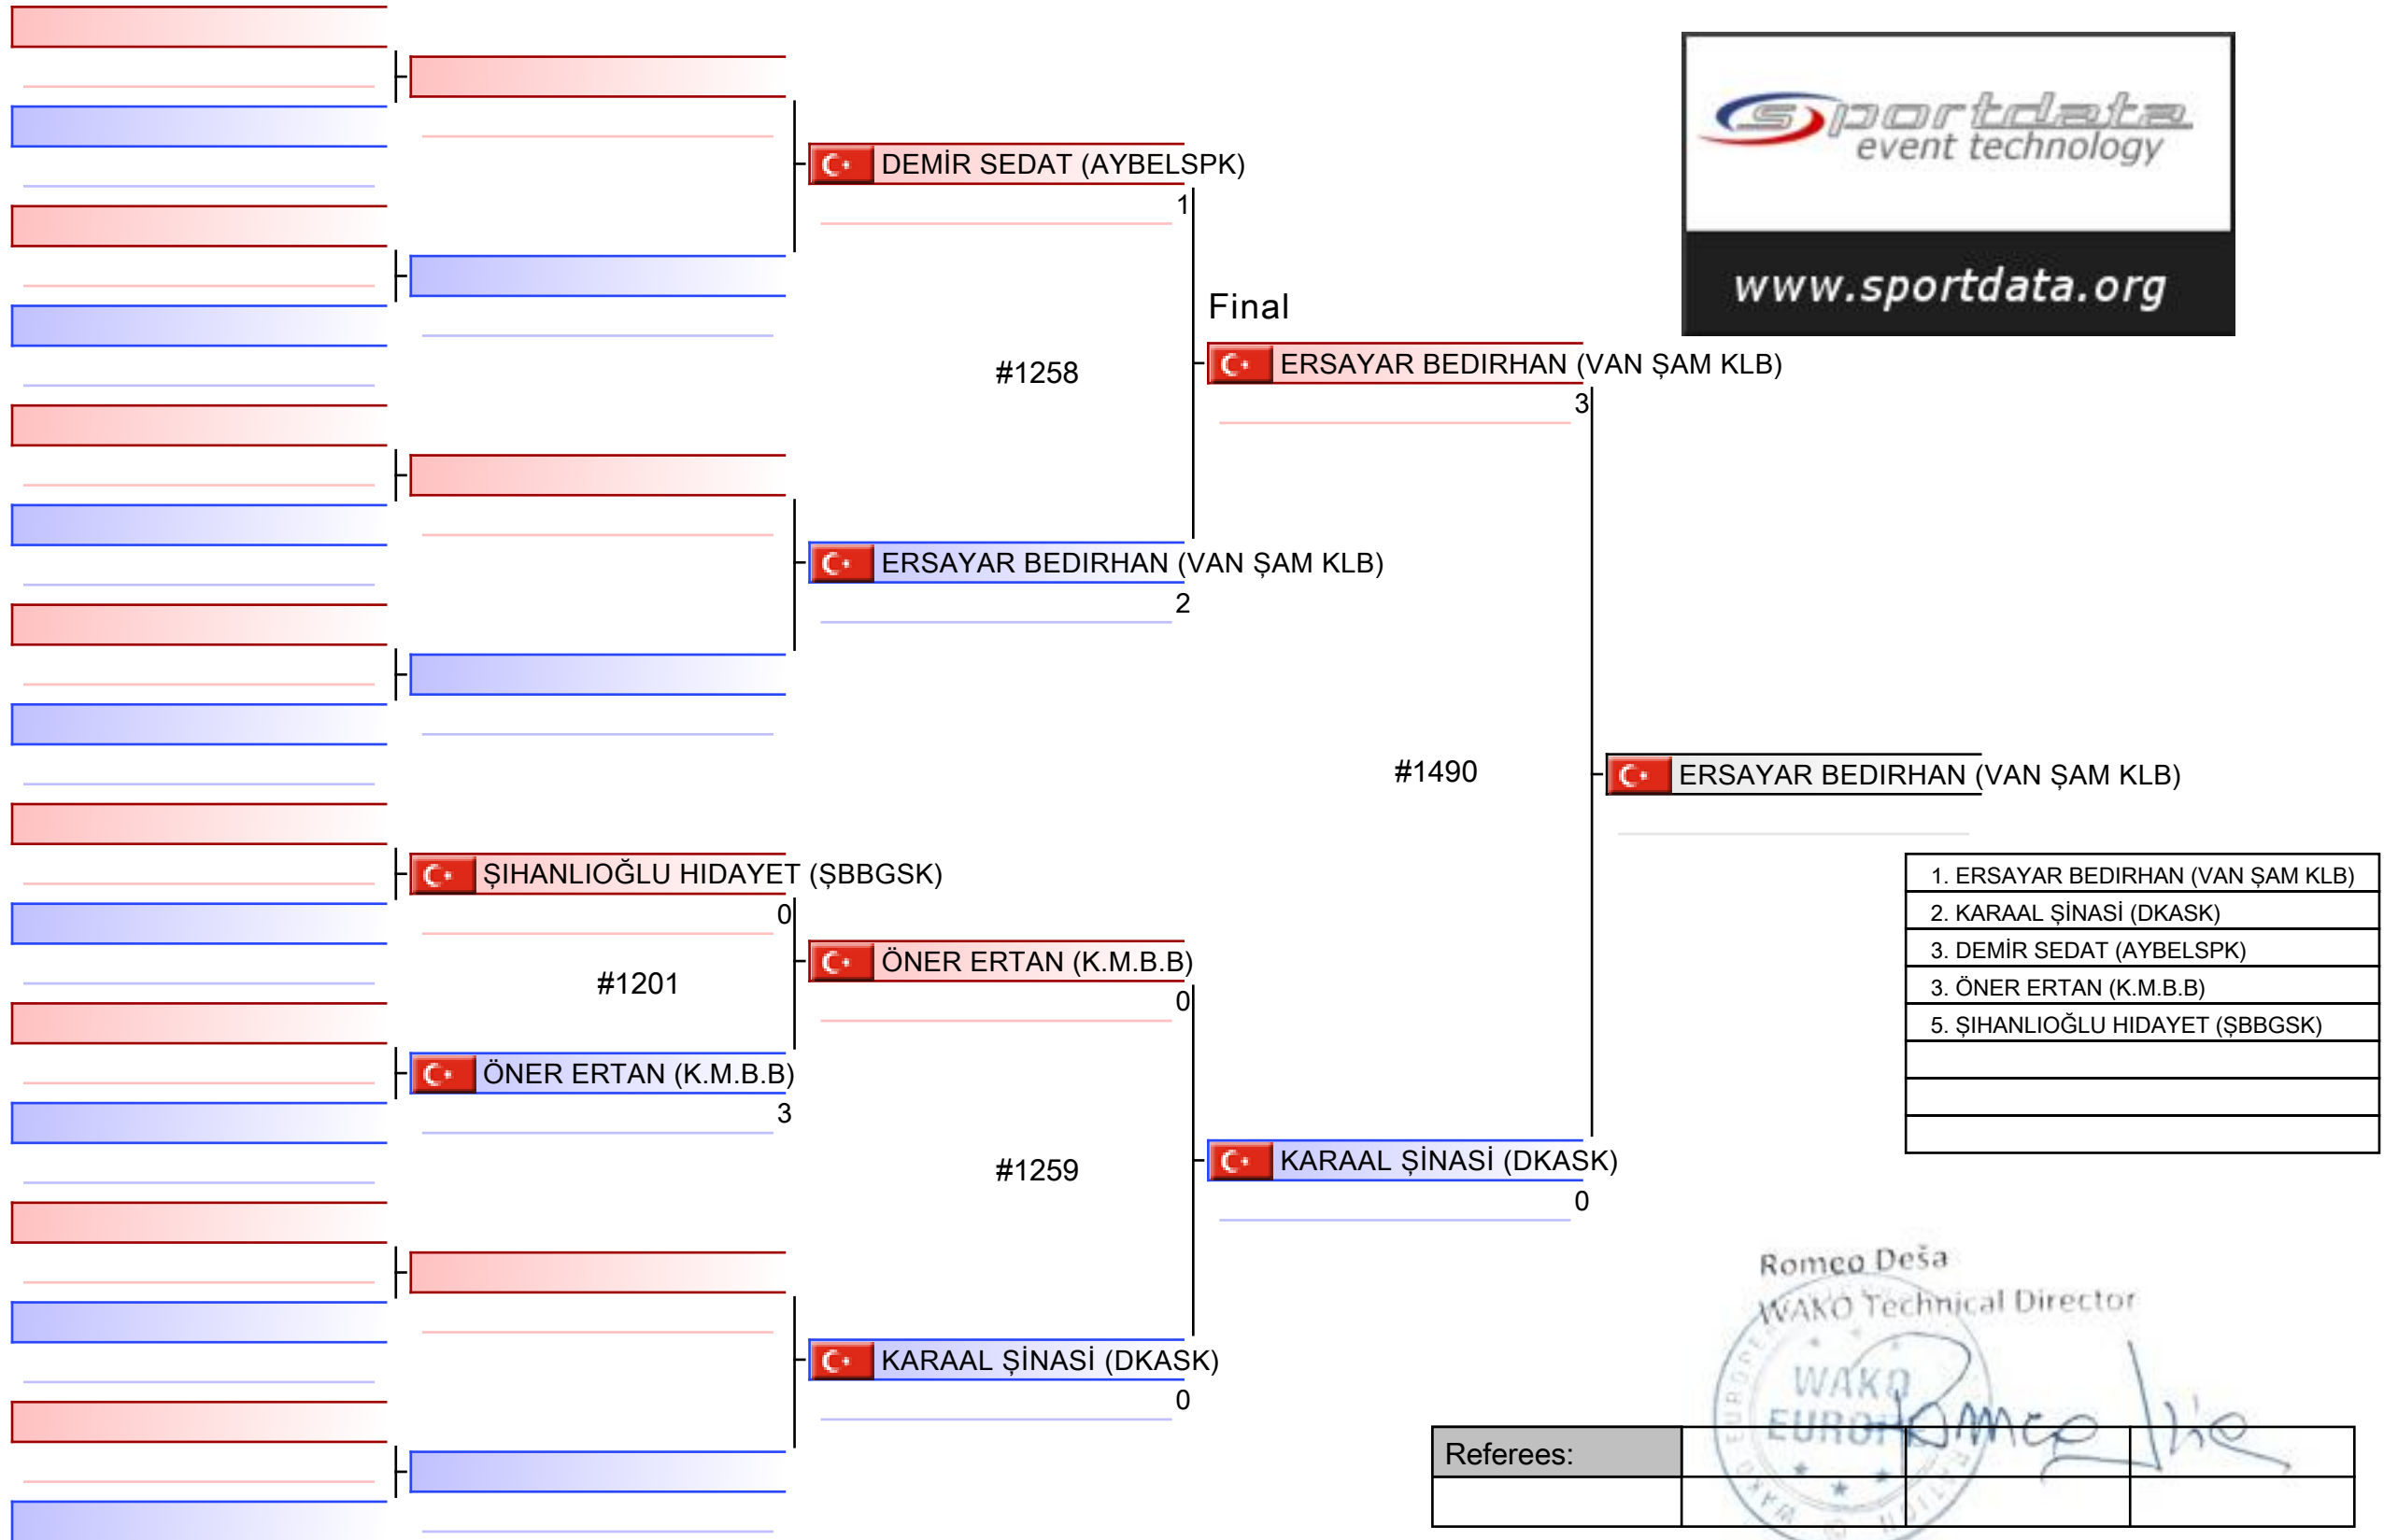 sportdata
event technology
www.sportdata.org
DEMİR SEDAT (AYBELSPK)
1
Final
#1258
ERSAYAR BEDIRHAN (VAN ŞAM KLB)
3
ERSAYAR BEDIRHAN (VAN ŞAM KLB)
2
#1490
ERSAYAR BEDIRHAN (VAN ŞAM KLB)
ŞIHANLIOĞLU HIDAYET (ŞBBGSK)
0
#1201
ÖNER ERTAN (K.M.B.B)
0
ÖNER ERTAN (K.M.B.B)
3
#1259
KARAAL ŞİNASİ (DKASK)
0
KARAAL ŞİNASİ (DKASK)
0
1. ERSAYAR BEDIRHAN (VAN ŞAM KLB)
2. KARAAL ŞİNASİ (DKASK)
3. DEMİR SEDAT (AYBELSPK)
3. ÖNER ERTAN (K.M.B.B)
5. ŞIHANLIOĞLU HIDAYET (ŞBBGSK)
Romeo Deša
WAKO Technical Director
WAKO
EUROPE
Referees: